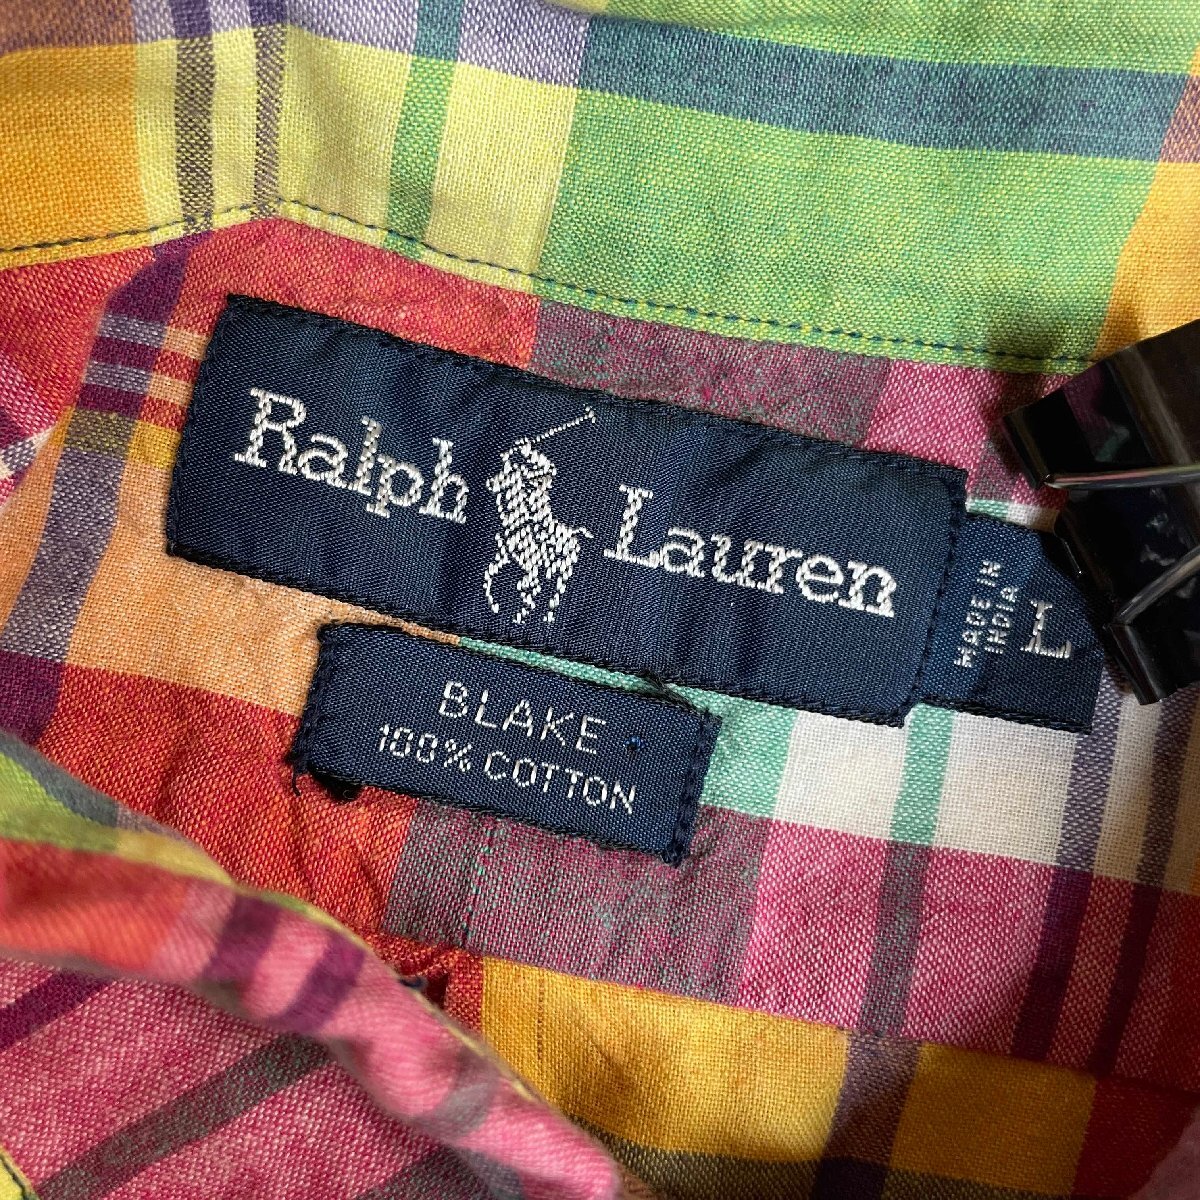 Ralph Lauren
MADE IN
INDIA
L
BLAKE
100% COTTON